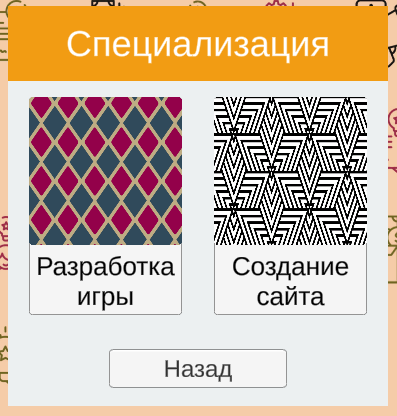 Специализация
Разработка
игры
Создание
сайта
Назад